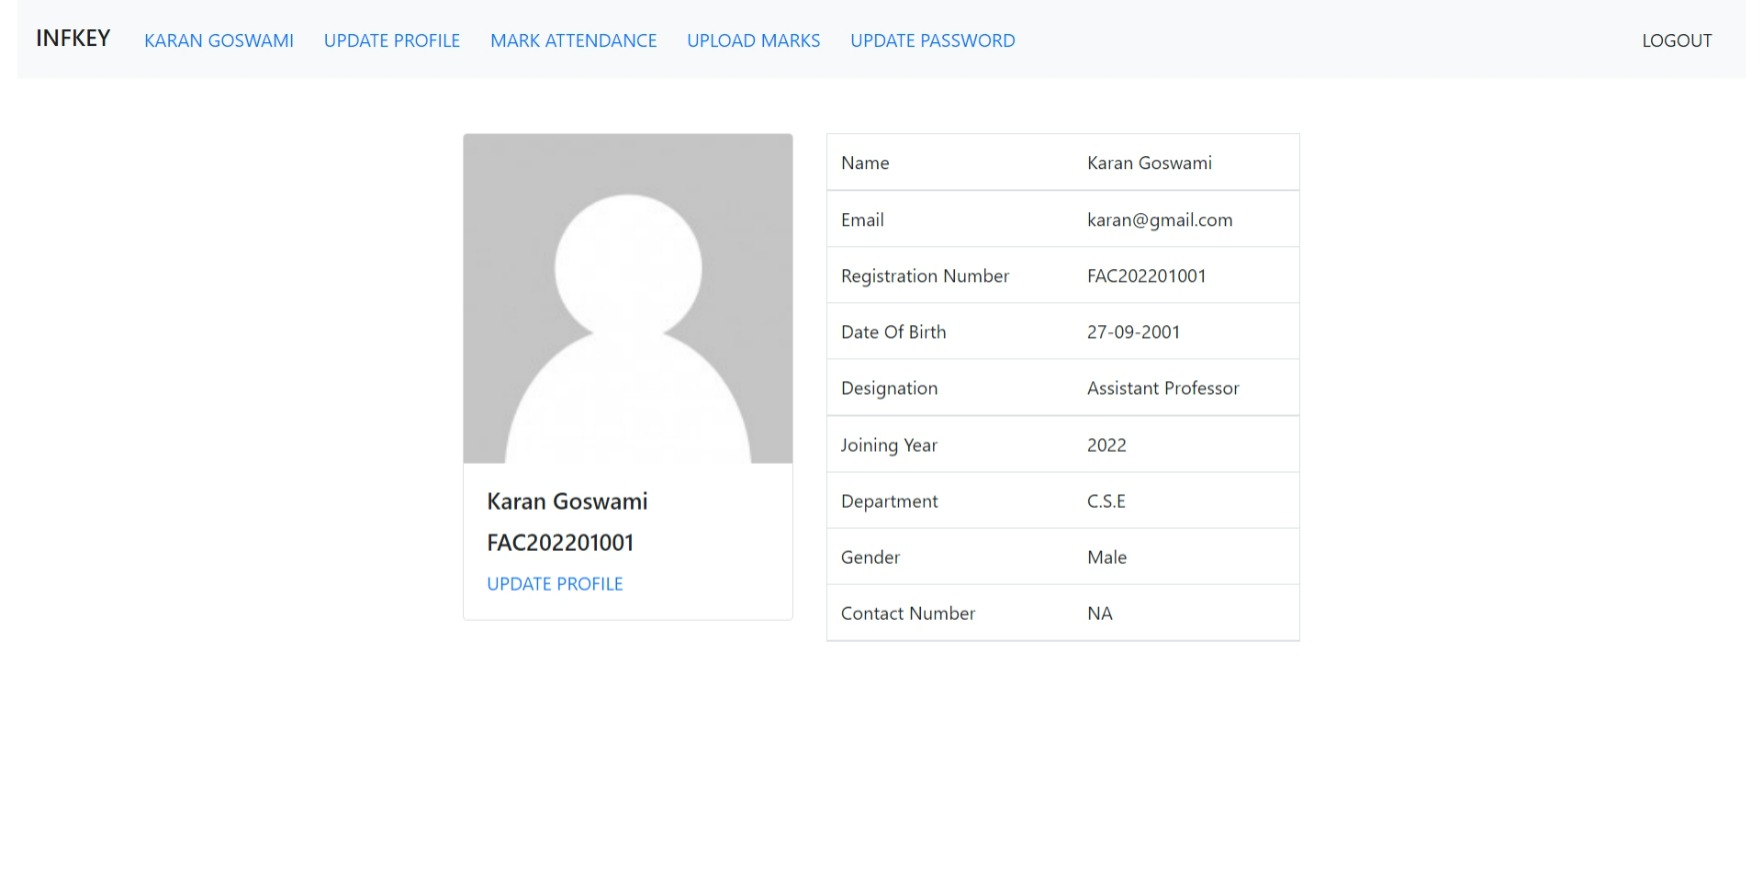 INFKEY KARAN GOSWAMI UPDATE PROFILE MARK ATTENDANCE UPLOAD MARKS UPDATE PASSWORD LOGOUT
Karan Goswami
FAC202201001
UPDATE PROFILE
Name Karan Goswami
Email karan@gmail.com
Registration Number FAC202201001
Date Of Birth 27-09-2001
Designation Assistant Professor
Joining Year 2022
Department C.S.E
Gender Male
Contact Number NA